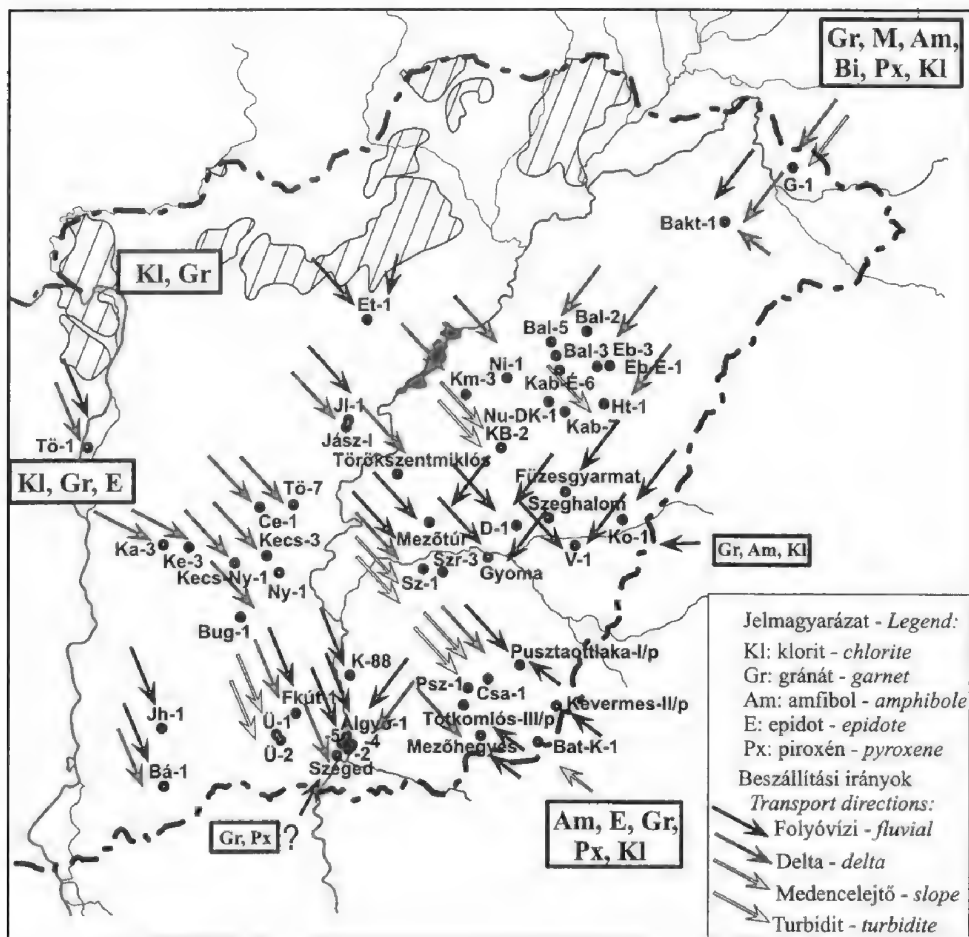 Gr, M, Am,
Bi, Px, Kl
G-1
Bakt-1
Kl, Gr
Et-1
Bal-2
Bal-5
Bal-3
Eb-3
Ni-1
Eb-É-1
Km-3
Kab-É-6
Nu-DK-1
Ht-1
Jl-1
Kab-7
Jász-I
KB-2
Tö-1
Törökszentmiklós
Kl, Gr, E
Füzesgyarmat
Tö-7
Szeghalom
Ce-1
Mezőtúr
D-1
Ko-1
Ka-3
Kecs-3
V-1
Gr, Am, Kl
Ke-3
Szr-3
Gyoma
Kecs-Ny-1
Sz-1
Ny-1
Bug-1
Pusztaottlaka-I/p
K-88
Psz-1
Csa-1
Fkút-1
Kevermes-II/p
Jh-1
Ü-1
Algyő-1
Tótkomlós-III/p
Ü-2
-5
-4
-2
Mezőhegyes
Bat-K-1
Szeged
Bá-1
Gr, Px ?
Am, E, Gr,
Px, Kl
Jelmagyarázat - Legend:
Kl: klorit - chlorite
Gr: gránát - garnet
Am: amfibol - amphibole
E: epidot - epidote
Px: piroxén - pyroxene
Beszállítási irányok
Transport directions:
Folyóvízi - fluvial
Delta - delta
Medencelejtő - slope
Turbidit - turbidite